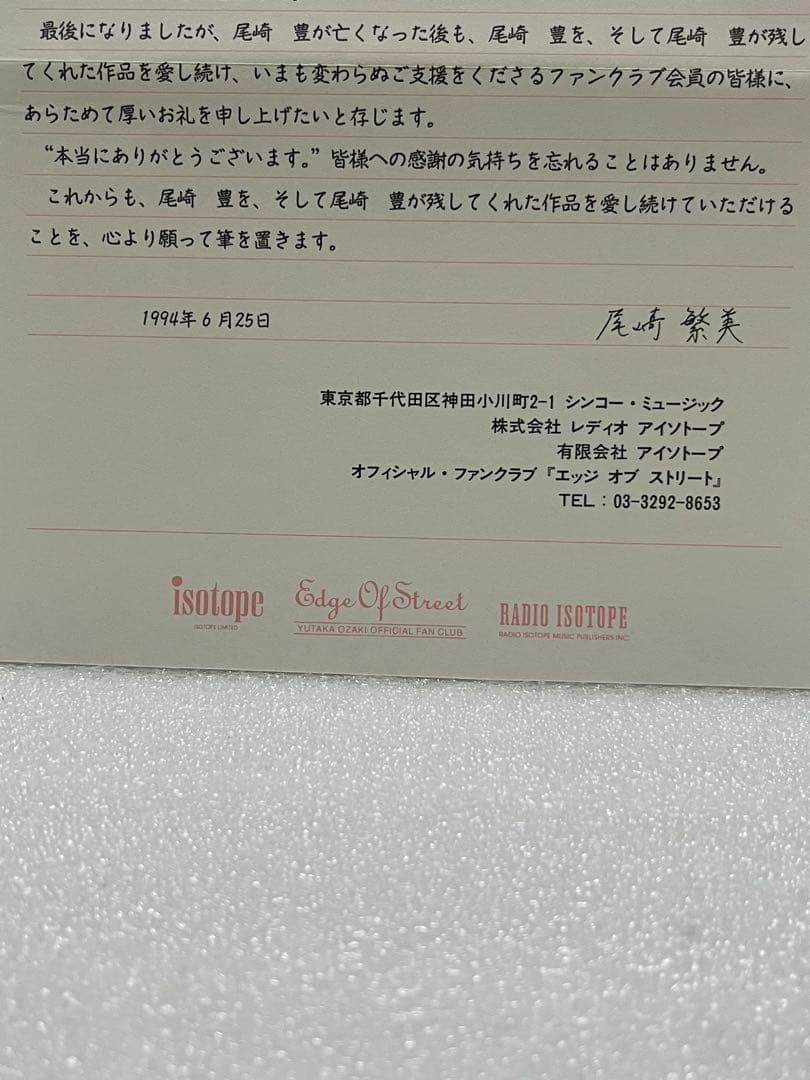 最後になりましたが、尾崎　豊が亡くなった後も、尾崎　豊を、そして尾崎　豊が残し
てくれた作品を愛し続け、いまも変わらぬご支援をくださるファンクラブ会員の皆様に、
あらためて厚いお礼を申し上げたいと存じます。
“本当にありがとうございます。”皆様への感謝の気持ちを忘れることはありません。
これからも、尾崎　豊を、そして尾崎　豊が残してくれた作品を愛し続けていただける
ことを、心より願って筆を置きます。
1994年6月25日
尾崎 繁美
東京都千代田区神田小川町2-1 シンコー・ミュージック
株式会社 レディオ アイソトープ
有限会社 アイソトープ
オフィシャル・ファンクラブ『エッジ オブ ストリート』
TEL：03-3292-8653
isotope
ISOTOPE LIMITED
Edge Of Street
YUTAKA OZAKI OFFICIAL FAN CLUB
RADIO ISOTOPE
RADIO ISOTOPE MUSIC PUBLISHERS INC.